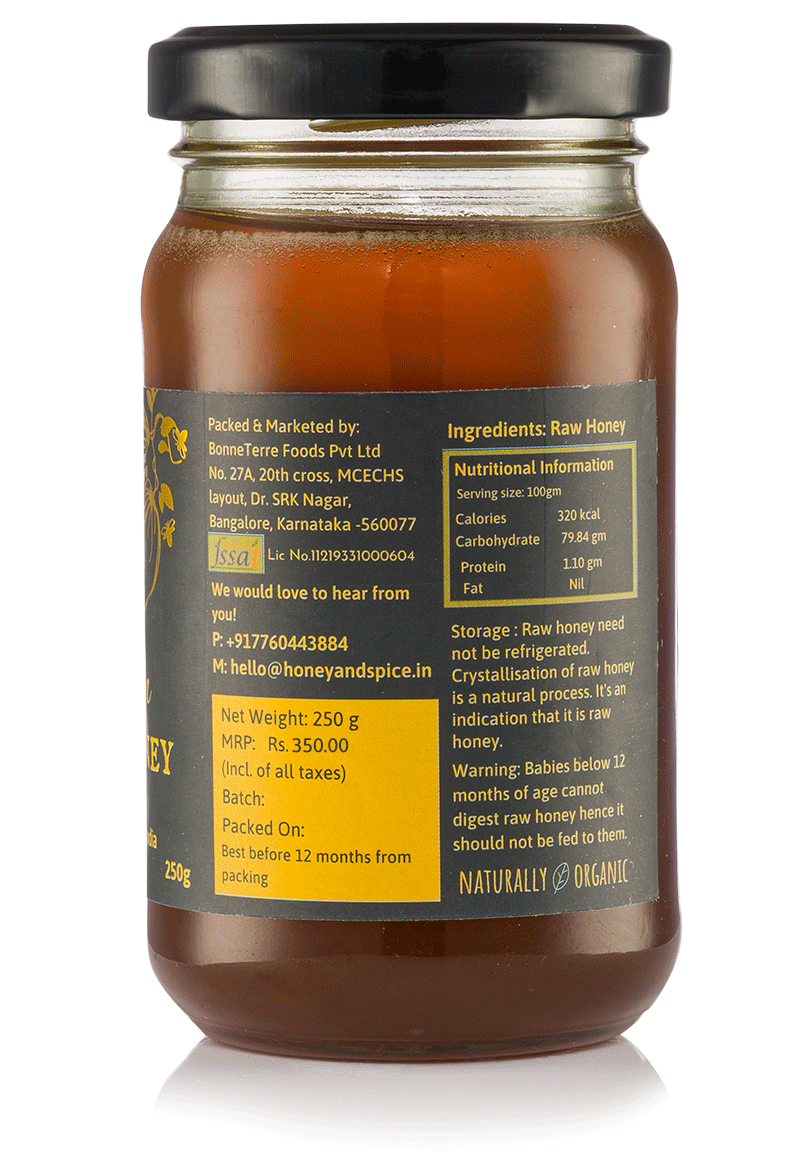 NEY
250g
Packed & Marketed by:
BonneTerre Foods Pvt Ltd
No. 27A, 20th cross, MCECHS
layout, Dr. SRK Nagar,
Bangalore, Karnataka -560077
fssai Lic No.11219331000604
We would love to hear from
you!
P: +917760443884
M: hello@honeyandspice.in
Net Weight: 250 g
MRP: Rs. 350.00
(Incl. of all taxes)
Batch:
Packed On:
Best before 12 months from
packing
Ingredients: Raw Honey
Nutritional Information
Serving size: 100gm
Calories 320 kcal
Carbohydrate 79.84 gm
Protein 1.10 gm
Fat Nil
Storage : Raw honey need
not be refrigerated.
Crystallisation of raw honey
is a natural process. It's an
indication that it is raw
honey.
Warning: Babies below 12
months of age cannot
digest raw honey hence it
should not be fed to them.
NATURALLY ORGANIC